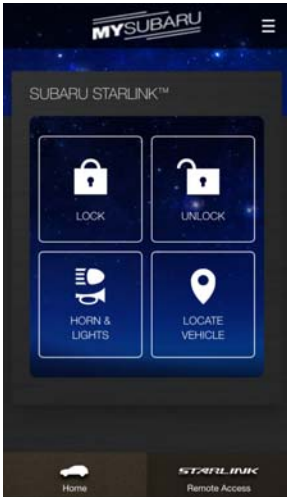 MYSUBARU
SUBARU STARLINK™
LOCK
UNLOCK
HORN &
LIGHTS
LOCATE
VEHICLE
STARLINK
Home
Remote Access